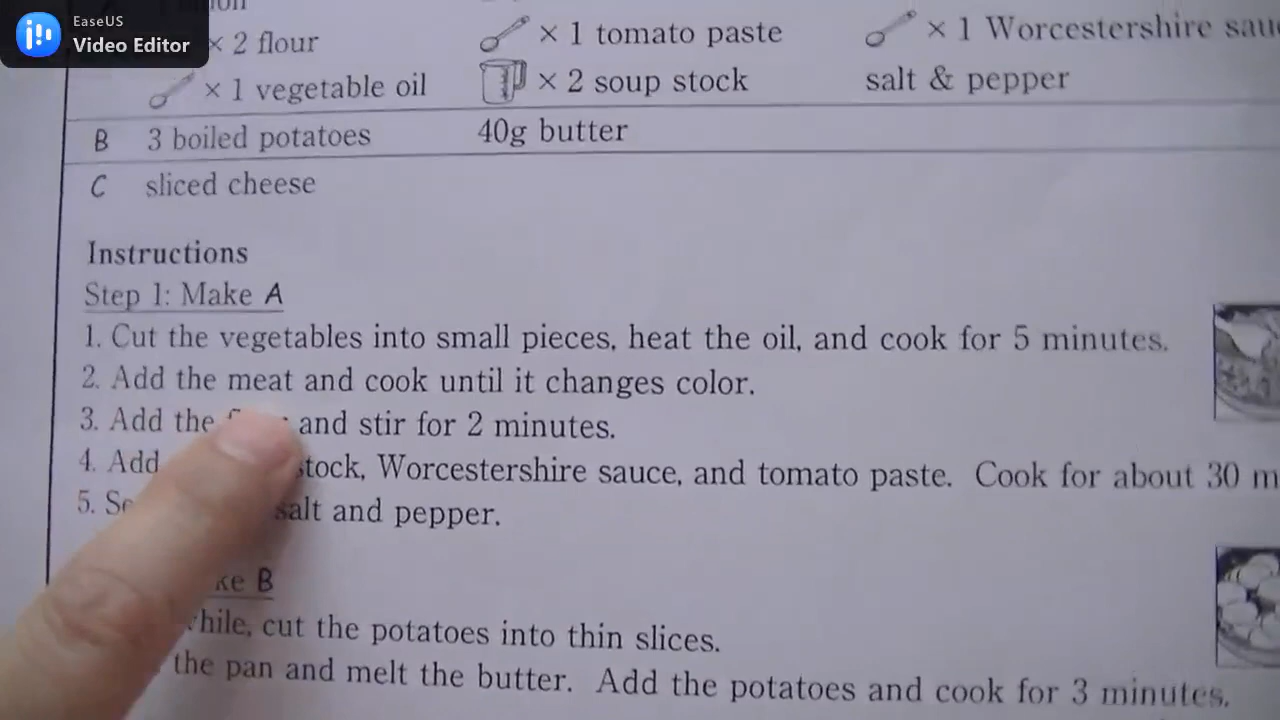 EaseUS
Video Editor
× 2 flour × 1 tomato paste × 1 Worcestershire
× 1 vegetable oil × 2 soup stock salt & pepper
B 3 boiled potatoes 40g butter
C sliced cheese
Instructions
Step 1: Make A
1. Cut the vegetables into small pieces, heat the oil, and cook for 5 minutes.
2. Add the meat and cook until it changes color.
3. Add the and stir for 2 minutes.
4. Add stock, Worcestershire sauce, and tomato paste. Cook for about 30
5. salt and pepper.
B
cut the potatoes into thin slices.
the pan and melt the butter. Add the potatoes and cook for 3 minutes.